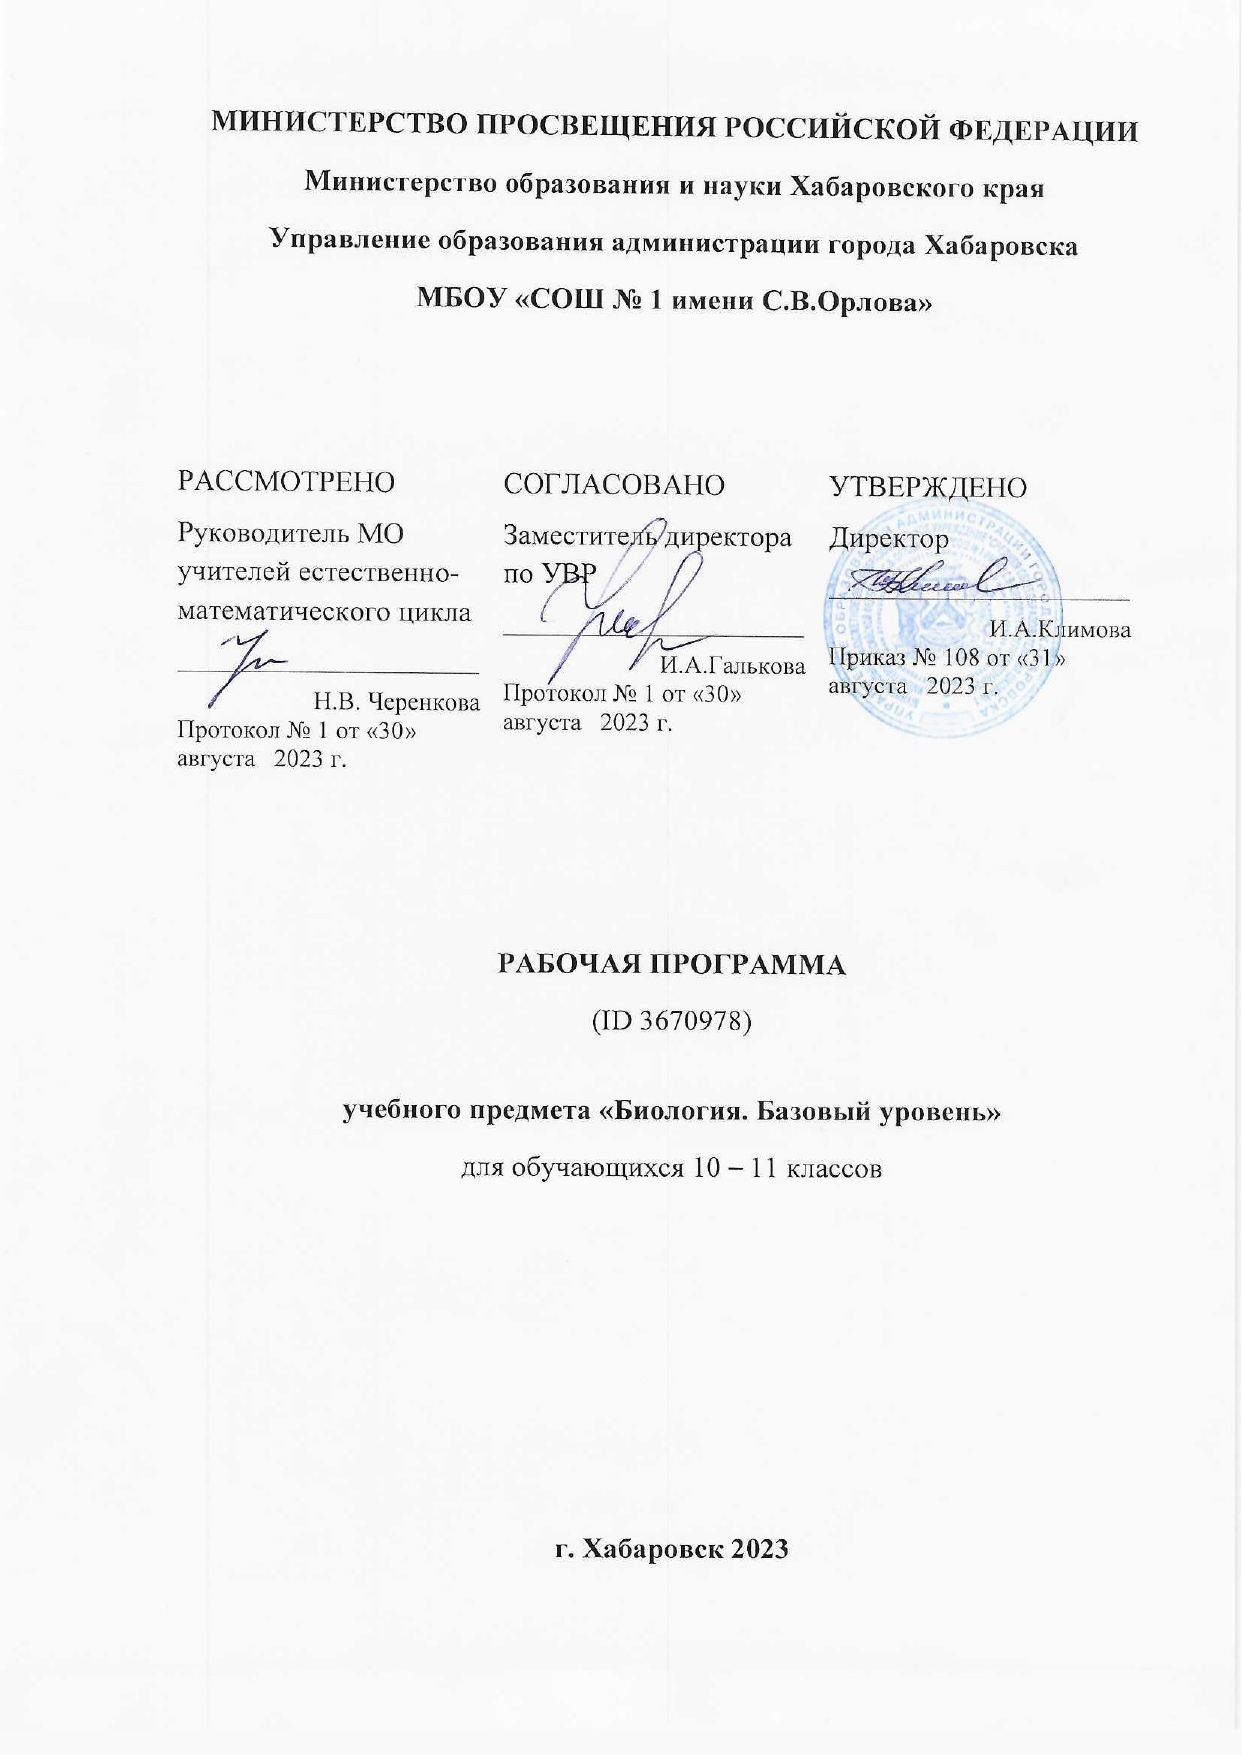 МИНИСТЕРСТВО ПРОСВЕЩЕНИЯ РОССИЙСКОЙ ФЕДЕРАЦИИ
Министерство образования и науки Хабаровского края
Управление образования администрации города Хабаровска
МБОУ «СОШ № 1 имени С.В.Орлова»
РАССМОТРЕНО
Руководитель МО
учителей естественно-
математического цикла
Н.В. Черенкова
Протокол № 1 от «30»
августа 2023 г.
СОГЛАСОВАНО
Заместитель директора
по УВР
И.А.Галькова
Протокол № 1 от «30»
августа 2023 г.
УТВЕРЖДЕНО
Директор
И.А.Климова
Приказ № 108 от «31»
августа 2023 г.
РАБОЧАЯ ПРОГРАММА
(ID 3670978)
учебного предмета «Биология. Базовый уровень»
для обучающихся 10 – 11 классов
г. Хабаровск 2023